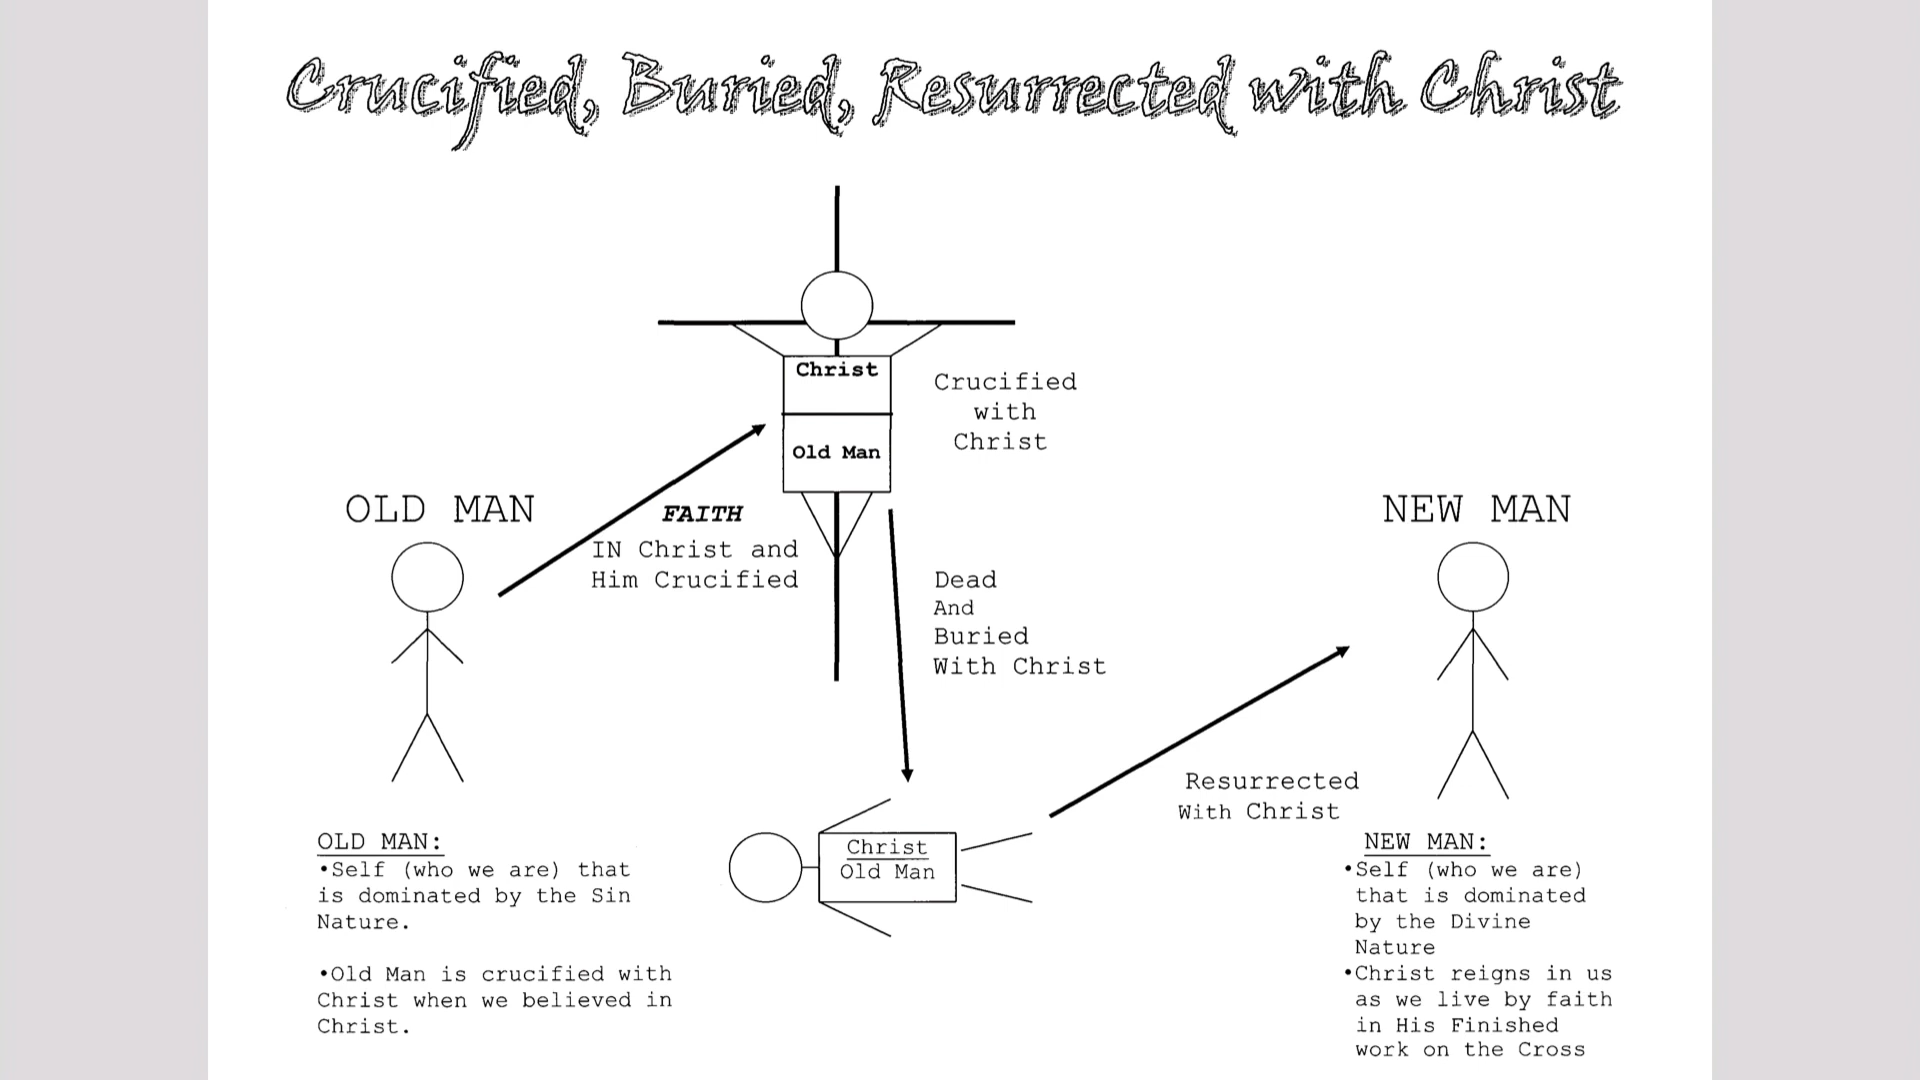 Crucified, Buried, Resurrected with Christ
Christ
Old Man
Crucified
with
Christ
OLD MAN
FAITH
IN Christ and
Him Crucified
NEW MAN
Dead
And
Buried
With Christ
Resurrected
With Christ
Christ
Old Man
OLD MAN:
•Self (who we are) that
is dominated by the Sin
Nature.
•Old Man is crucified with
Christ when we believed in
Christ.
NEW MAN:
•Self (who we are)
that is dominated
by the Divine
Nature
•Christ reigns in us
as we live by faith
in His Finished
work on the Cross